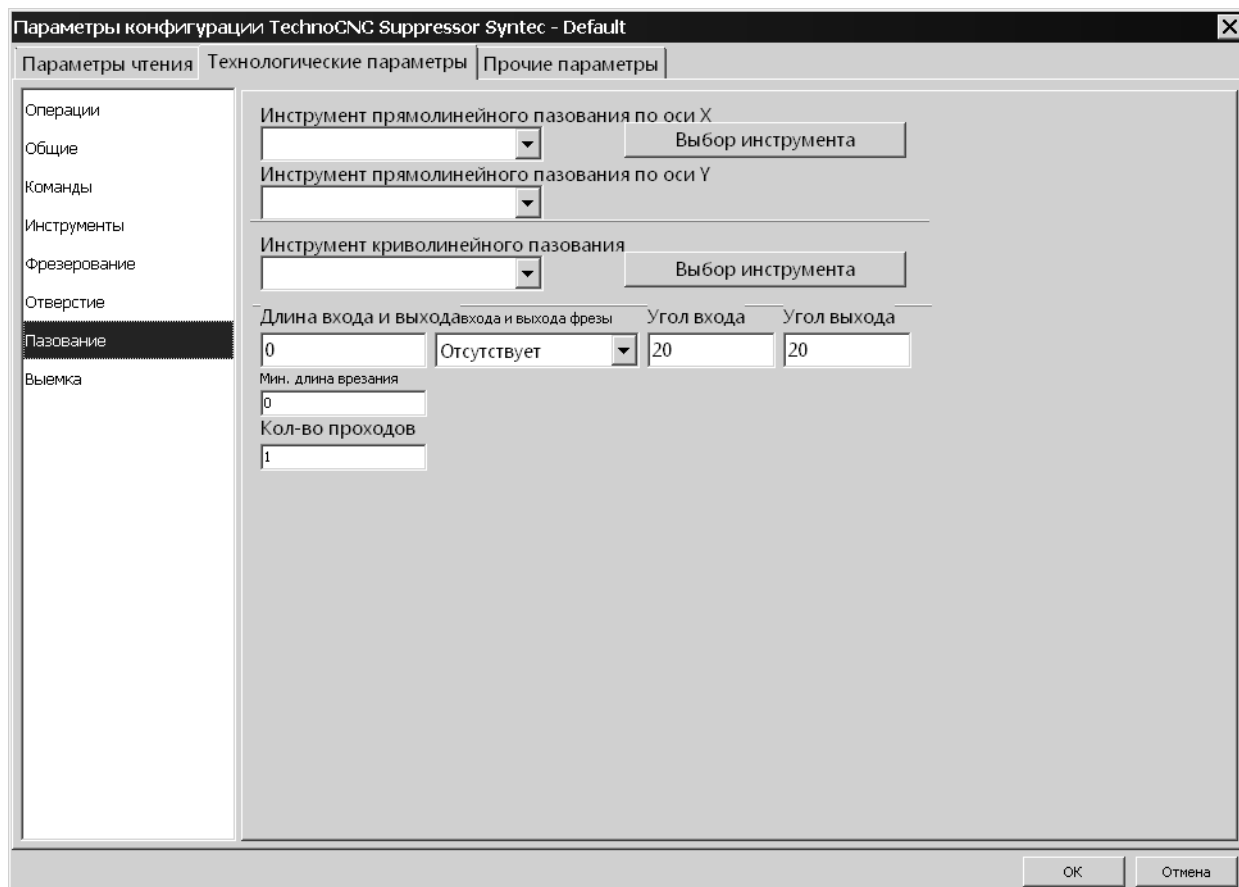 Параметры конфигурации TechnoCNC Suppressor Syntec - Default
Параметры чтения Технологические параметры Прочие параметры
Операции
Общие
Команды
Инструменты
Фрезерование
Отверстие
Пазование
Выемка
Инструмент прямолинейного пазования по оси X
Выбор инструмента
Инструмент прямолинейного пазования по оси Y
Инструмент криволинейного пазования
Выбор инструмента
Длина входа и выхода входа и выхода фрезы Угол входа Угол выхода
0 Отсутствует 20 20
Мин. длина врезания
0
Кол-во проходов
1
ОК Отмена